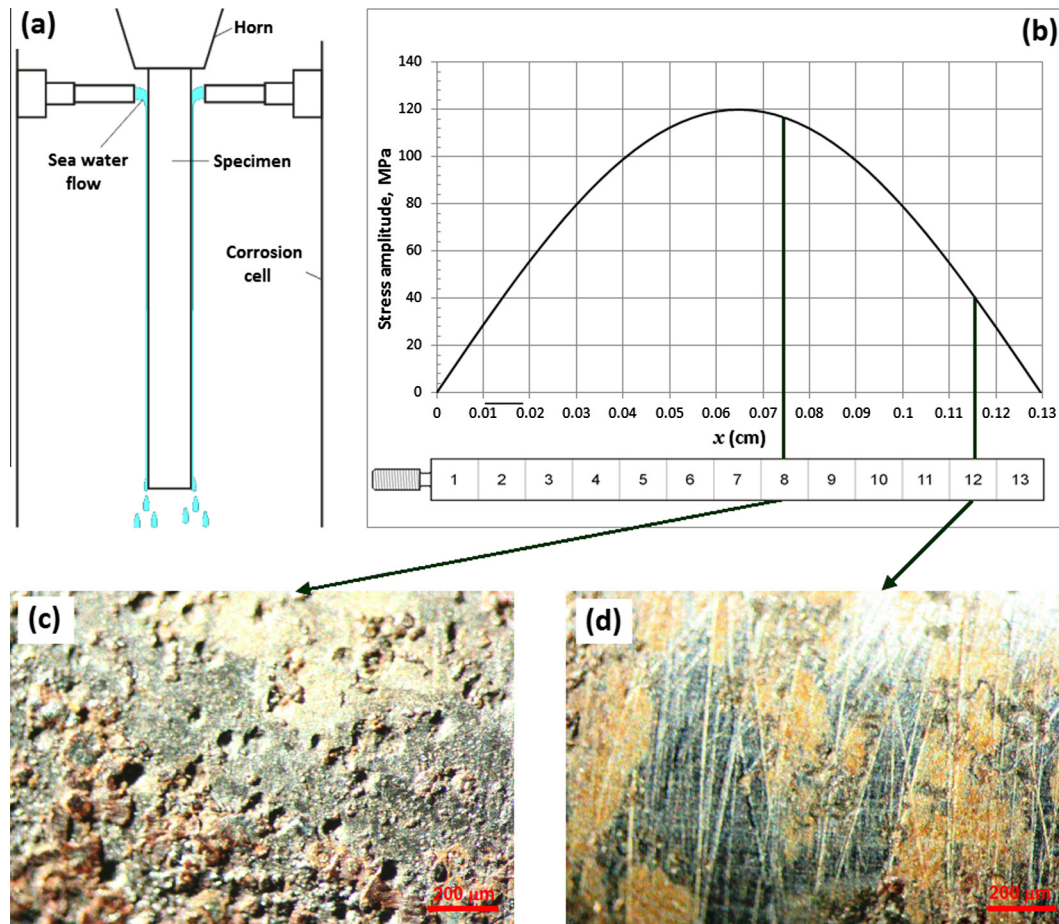 (a)
Horn
Sea water
flow
Specimen
Corrosion
cell
(b)
Stress amplitude, MPa
140
120
100
80
60
40
20
0
0 0.01 0.02 0.03 0.04 0.05 0.06 0.07 0.08 0.09 0.1 0.11 0.12 0.13
x (cm)
1 2 3 4 5 6 7 8 9 10 11 12 13
(c)
200 µm
(d)
200 µm